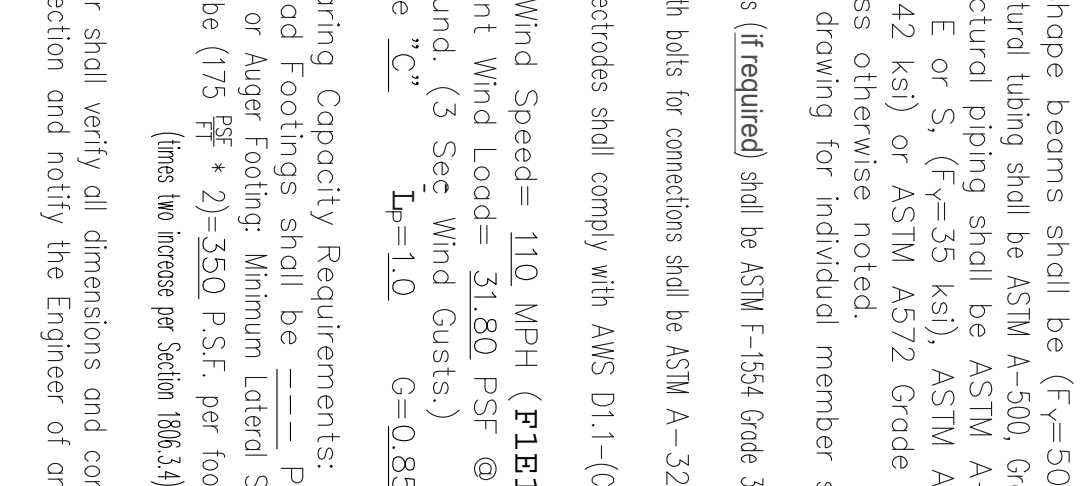 shape beams shall be (FY=50
tural tubing shall be ASTM A-500, Gr
ctural piping shall be ASTM A-
E or S, (FY=35 ksi), ASTM A
42 ksi) or ASTM A572 Grade
ss otherwise noted.
drawing for individual member s
s (if required) shall be ASTM F-1554 Grade 3
th bolts for connections shall be ASTM A-32
ectrodes shall comply with AWS D1.1-(C
Wind Speed= 110 MPH (F1E1
nt Wind Load= 31.80 PSF @
und. (3 Sec Wind Gusts.)
e "C" Lp=1.0 G=0.85
aring Capacity Requirements:
ad Footings shall be ---- P
or Auger Footing: Minimum Lateral S
be (175 PSF/FT * 2)=350 P.S.F. per foo
(times two increase per Section 1806.3.4)
r shall verify all dimensions and cor
ection and notify the Engineer of ar